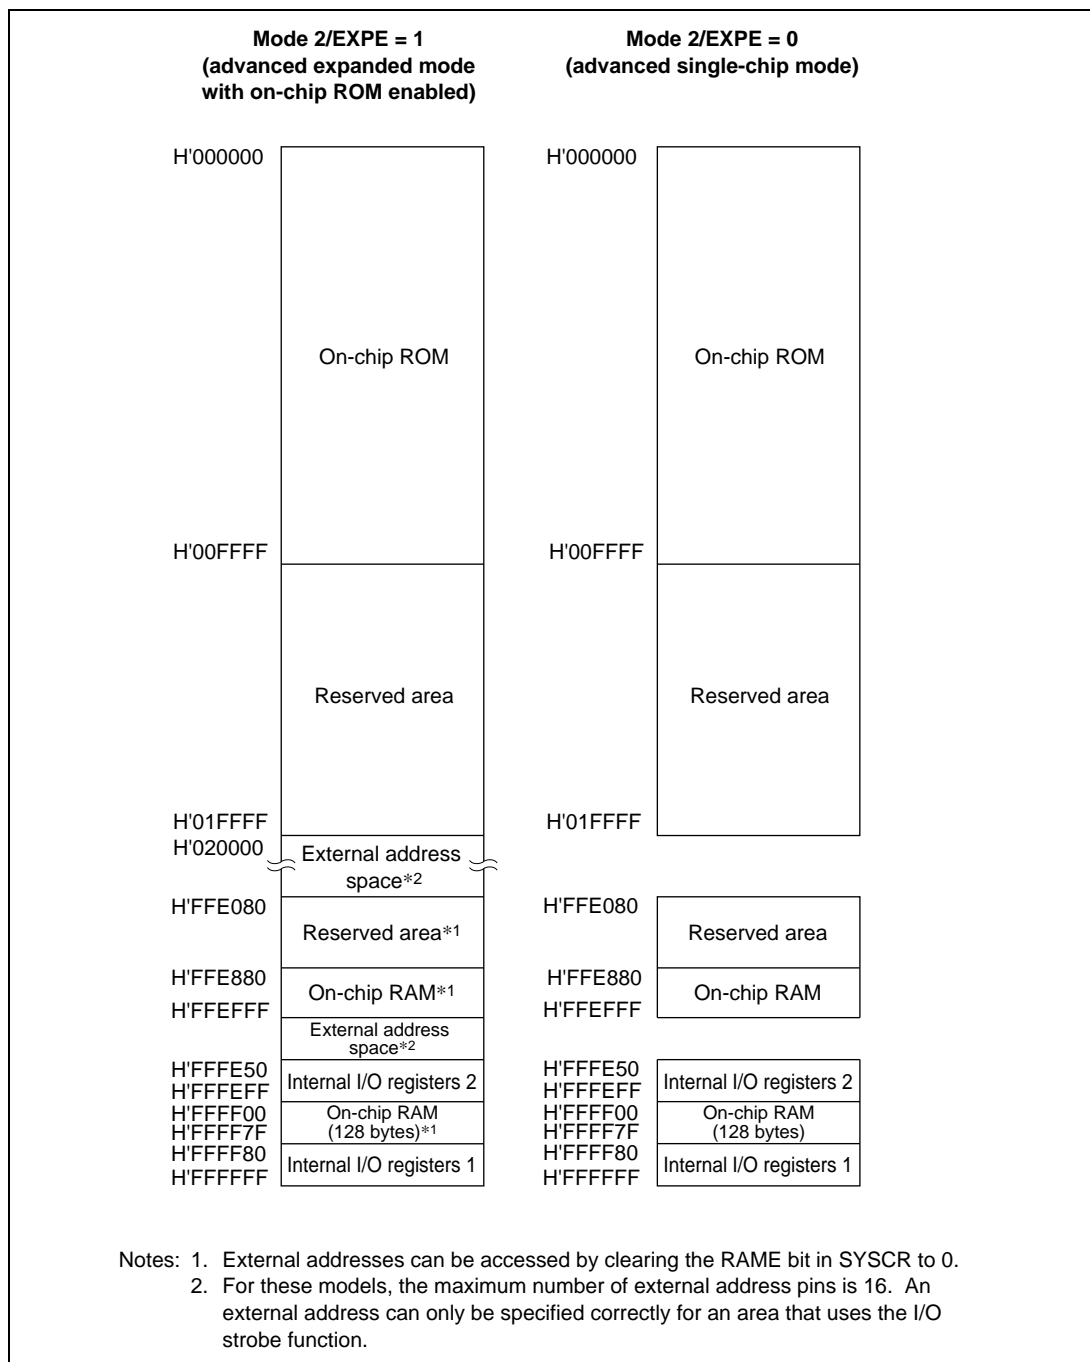 Mode 2/EXPE = 1
(advanced expanded mode
with on-chip ROM enabled)
H'000000
On-chip ROM
H'00FFFF
Reserved area
H'01FFFF
H'020000
External address
space*2
H'FFE080
Reserved area*1
H'FFE880
On-chip RAM*1
H'FFEFFF
External address
space*2
H'FFFE50
Internal I/O registers 2
H'FFFEFF
H'FFFF00
On-chip RAM
(128 bytes)*1
H'FFFF7F
H'FFFF80
Internal I/O registers 1
H'FFFFFF
Mode 2/EXPE = 0
(advanced single-chip mode)
H'000000
On-chip ROM
H'00FFFF
Reserved area
H'01FFFF
H'FFE080
Reserved area
H'FFE880
On-chip RAM
H'FFEFFF
H'FFFE50
Internal I/O registers 2
H'FFFEFF
H'FFFF00
On-chip RAM
(128 bytes)
H'FFFF7F
H'FFFF80
Internal I/O registers 1
H'FFFFFF
Notes: 1. External addresses can be accessed by clearing the RAME bit in SYSCR to 0.
2. For these models, the maximum number of external address pins is 16. An
external address can only be specified correctly for an area that uses the I/O
strobe function.